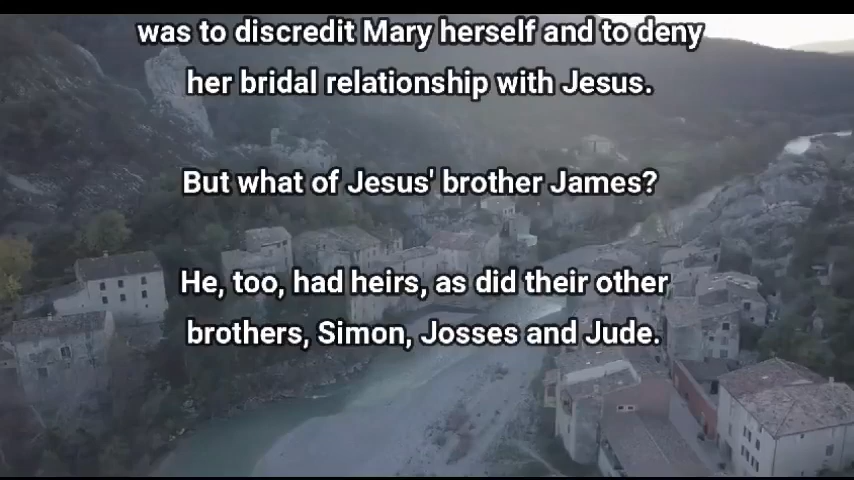 was to discredit Mary herself and to deny
her bridal relationship with Jesus.
But what of Jesus' brother James?
He, too, had heirs, as did their other
brothers, Simon, Josses and Jude.